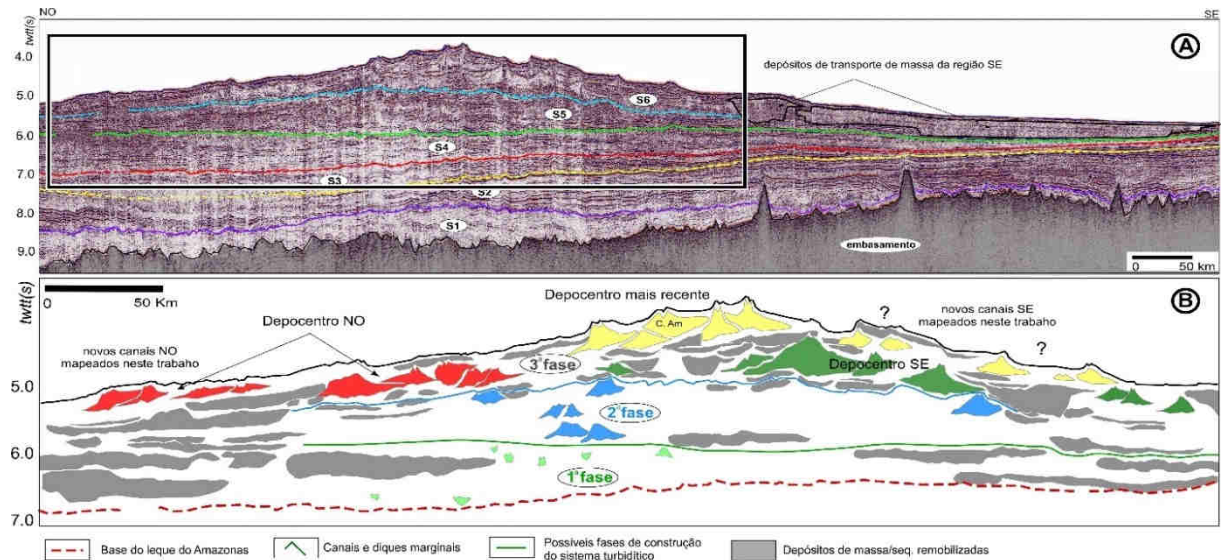 NO
SE
twtt(s)
A
4.0
5.0
6.0
7.0
8.0
9.0
depósitos de transporte de massa da região SE
S6
S5
S4
S3
S2
S1
embasamento
50 km
B
twtt(s)
50 Km
Depocentro mais recente
Depocentro NO
novos canais NO
mapeados neste trabaho
C. Am
?
novos canais SE
mapeados neste trabaho
?
3ª fase
Depocentro SE
2ª fase
1ª fase
5.0
6.0
7.0
Base do leque do Amazonas
Canais e diques marginais
Possíveis fases de construção
do sistema turbidítico
Depósitos de massa/seq. remobilizadas